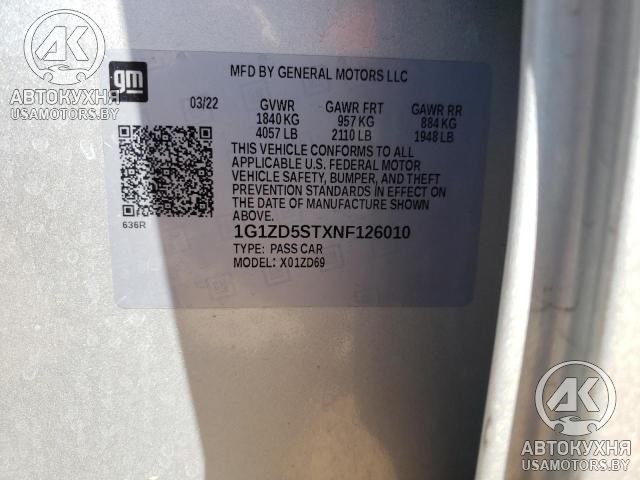 AK
АВТОКУХНЯ
USAMOTORS.BY
gm
MFD BY GENERAL MOTORS LLC
03/22 GVWR GAWR FRT GAWR RR
1840 KG 957 KG 884 KG
4057 LB 2110 LB 1948 LB
THIS VEHICLE CONFORMS TO ALL
APPLICABLE U.S. FEDERAL MOTOR
VEHICLE SAFETY, BUMPER, AND THEFT
PREVENTION STANDARDS IN EFFECT ON
THE DATE OF MANUFACTURE SHOWN ABOVE.
636R
1G1ZD5STXNF126010
TYPE: PASS CAR
MODEL: X01ZD69
AK
АВТОКУХНЯ
USAMOTORS.BY